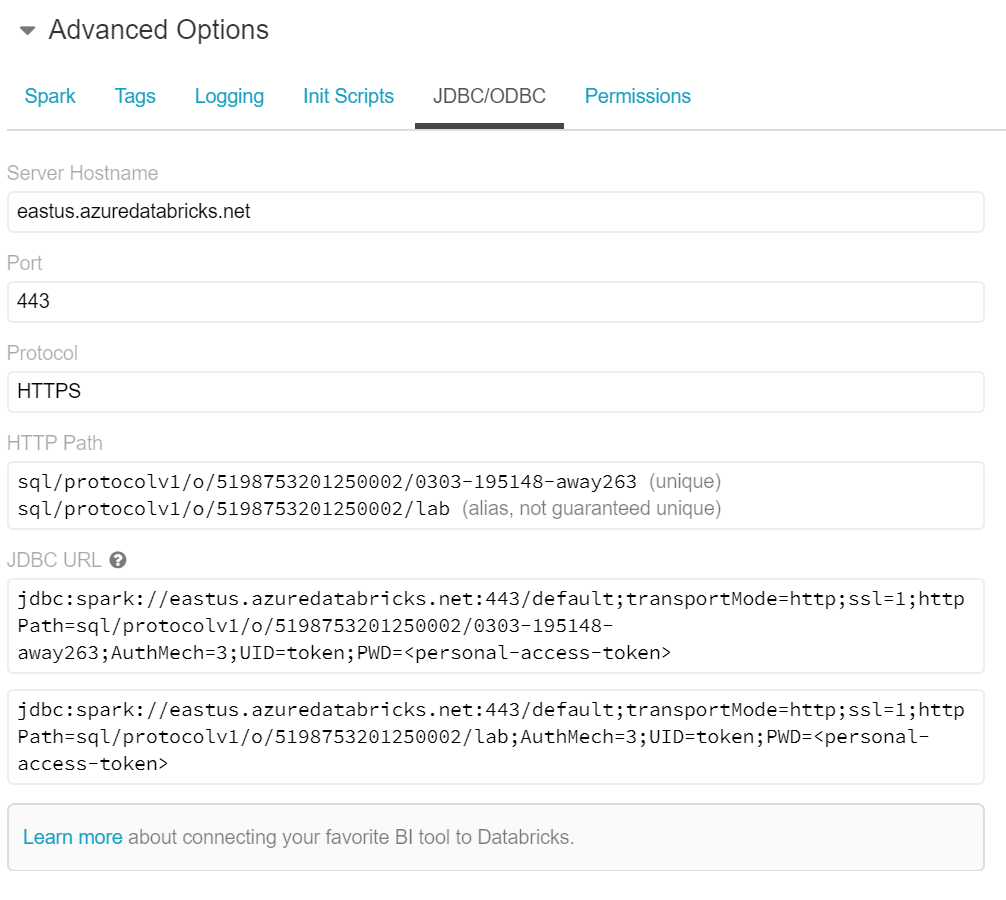 Advanced Options
Spark Tags Logging Init Scripts JDBC/ODBC Permissions
Server Hostname
eastus.azuredatabricks.net
Port
443
Protocol
HTTPS
HTTP Path
sql/protocolv1/o/5198753201250002/0303-195148-away263 (unique)
sql/protocolv1/o/5198753201250002/lab (alias, not guaranteed unique)
JDBC URL ?
jdbc:spark://eastus.azuredatabricks.net:443/default;transportMode=http;ssl=1;http
Path=sql/protocolv1/o/5198753201250002/0303-195148-
away263;AuthMech=3;UID=token;PWD=<personal-access-token>
jdbc:spark://eastus.azuredatabricks.net:443/default;transportMode=http;ssl=1;http
Path=sql/protocolv1/o/5198753201250002/lab;AuthMech=3;UID=token;PWD=<personal-
access-token>
Learn more about connecting your favorite BI tool to Databricks.